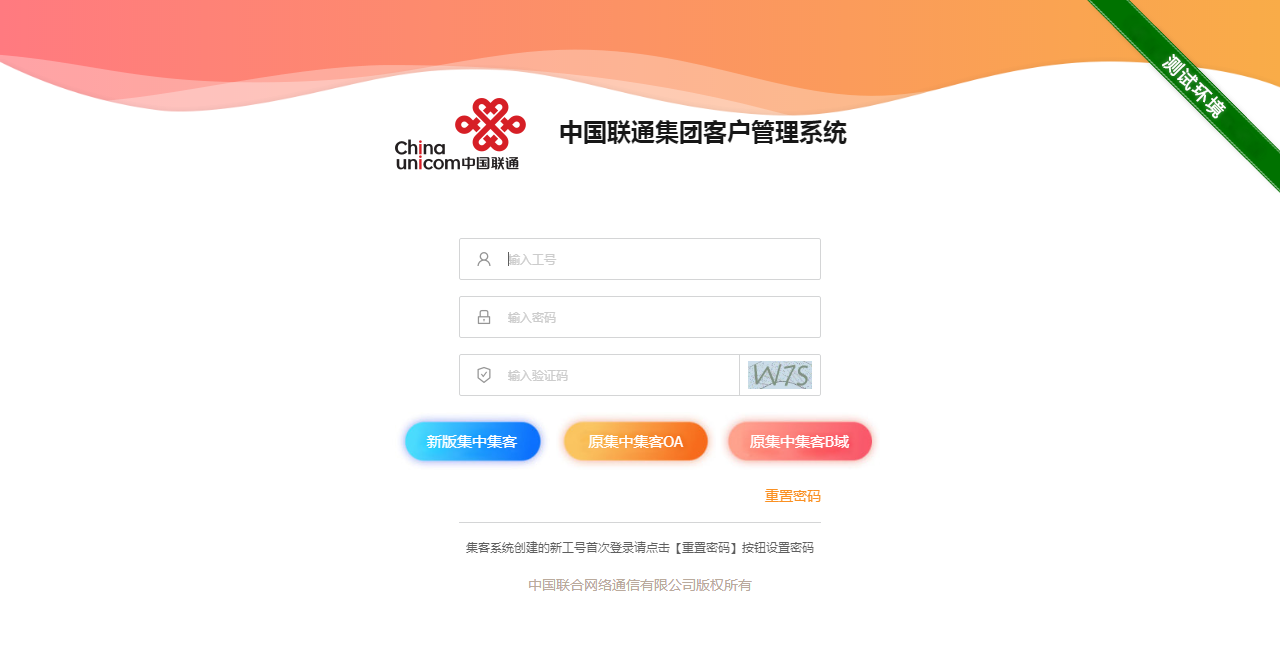 测试环境
China
unicom中国联通
中国联通集团客户管理系统
输入工号
输入密码
输入验证码
W7S
新版集中集客
原集中集客OA
原集中集客B域
重置密码
集客系统创建的新工号首次登录请点击【重置密码】按钮设置密码
中国联合网络通信有限公司版权所有